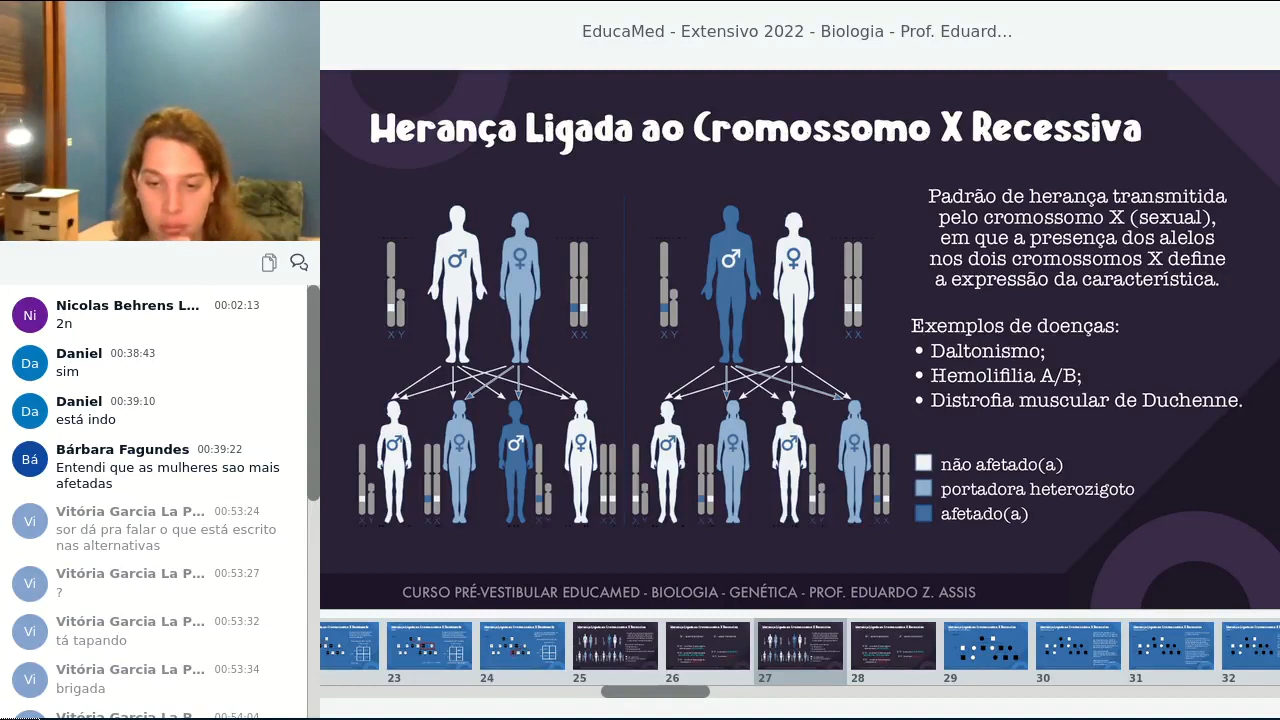 EducaMed - Extensivo 2022 - Biologia - Prof. Eduard...
Herança Ligada ao Cromossomo X Recessiva
Padrão de herança transmitida
pelo cromossomo X (sexual),
em que a presença dos alelos
nos dois cromossomos X define
a expressão da característica.
Exemplos de doenças:
• Daltonismo;
• Hemolifilia A/B;
• Distrofia muscular de Duchenne.
não afetado(a)
portadora heterozigoto
afetado(a)
X Y
X X
X Y
X X
X Y
X X
X Y
X X
X Y
X X
X Y
X X
CURSO PRÉ-VESTIBULAR EDUCAMED - BIOLOGIA - GENÉTICA - PROF. EDUARDO Z. ASSIS
Ni
Nicolas Behrens L... 00:02:13
2n
Da
Daniel 00:38:43
sim
Da
Daniel 00:39:10
está indo
Bá
Bárbara Fagundes 00:39:22
Entendi que as mulheres sao mais
afetadas
Vi
Vitória Garcia La P... 00:53:24
sor dá pra falar o que está escrito
nas alternativas
Vi
Vitória Garcia La P... 00:53:27
?
Vi
Vitória Garcia La P... 00:53:32
tá tapando
Vi
Vitória Garcia La P... 00:53:34
brigada
Vitória Garcia La P... 00:54:04
23
24
25
26
27
28
29
30
31
32